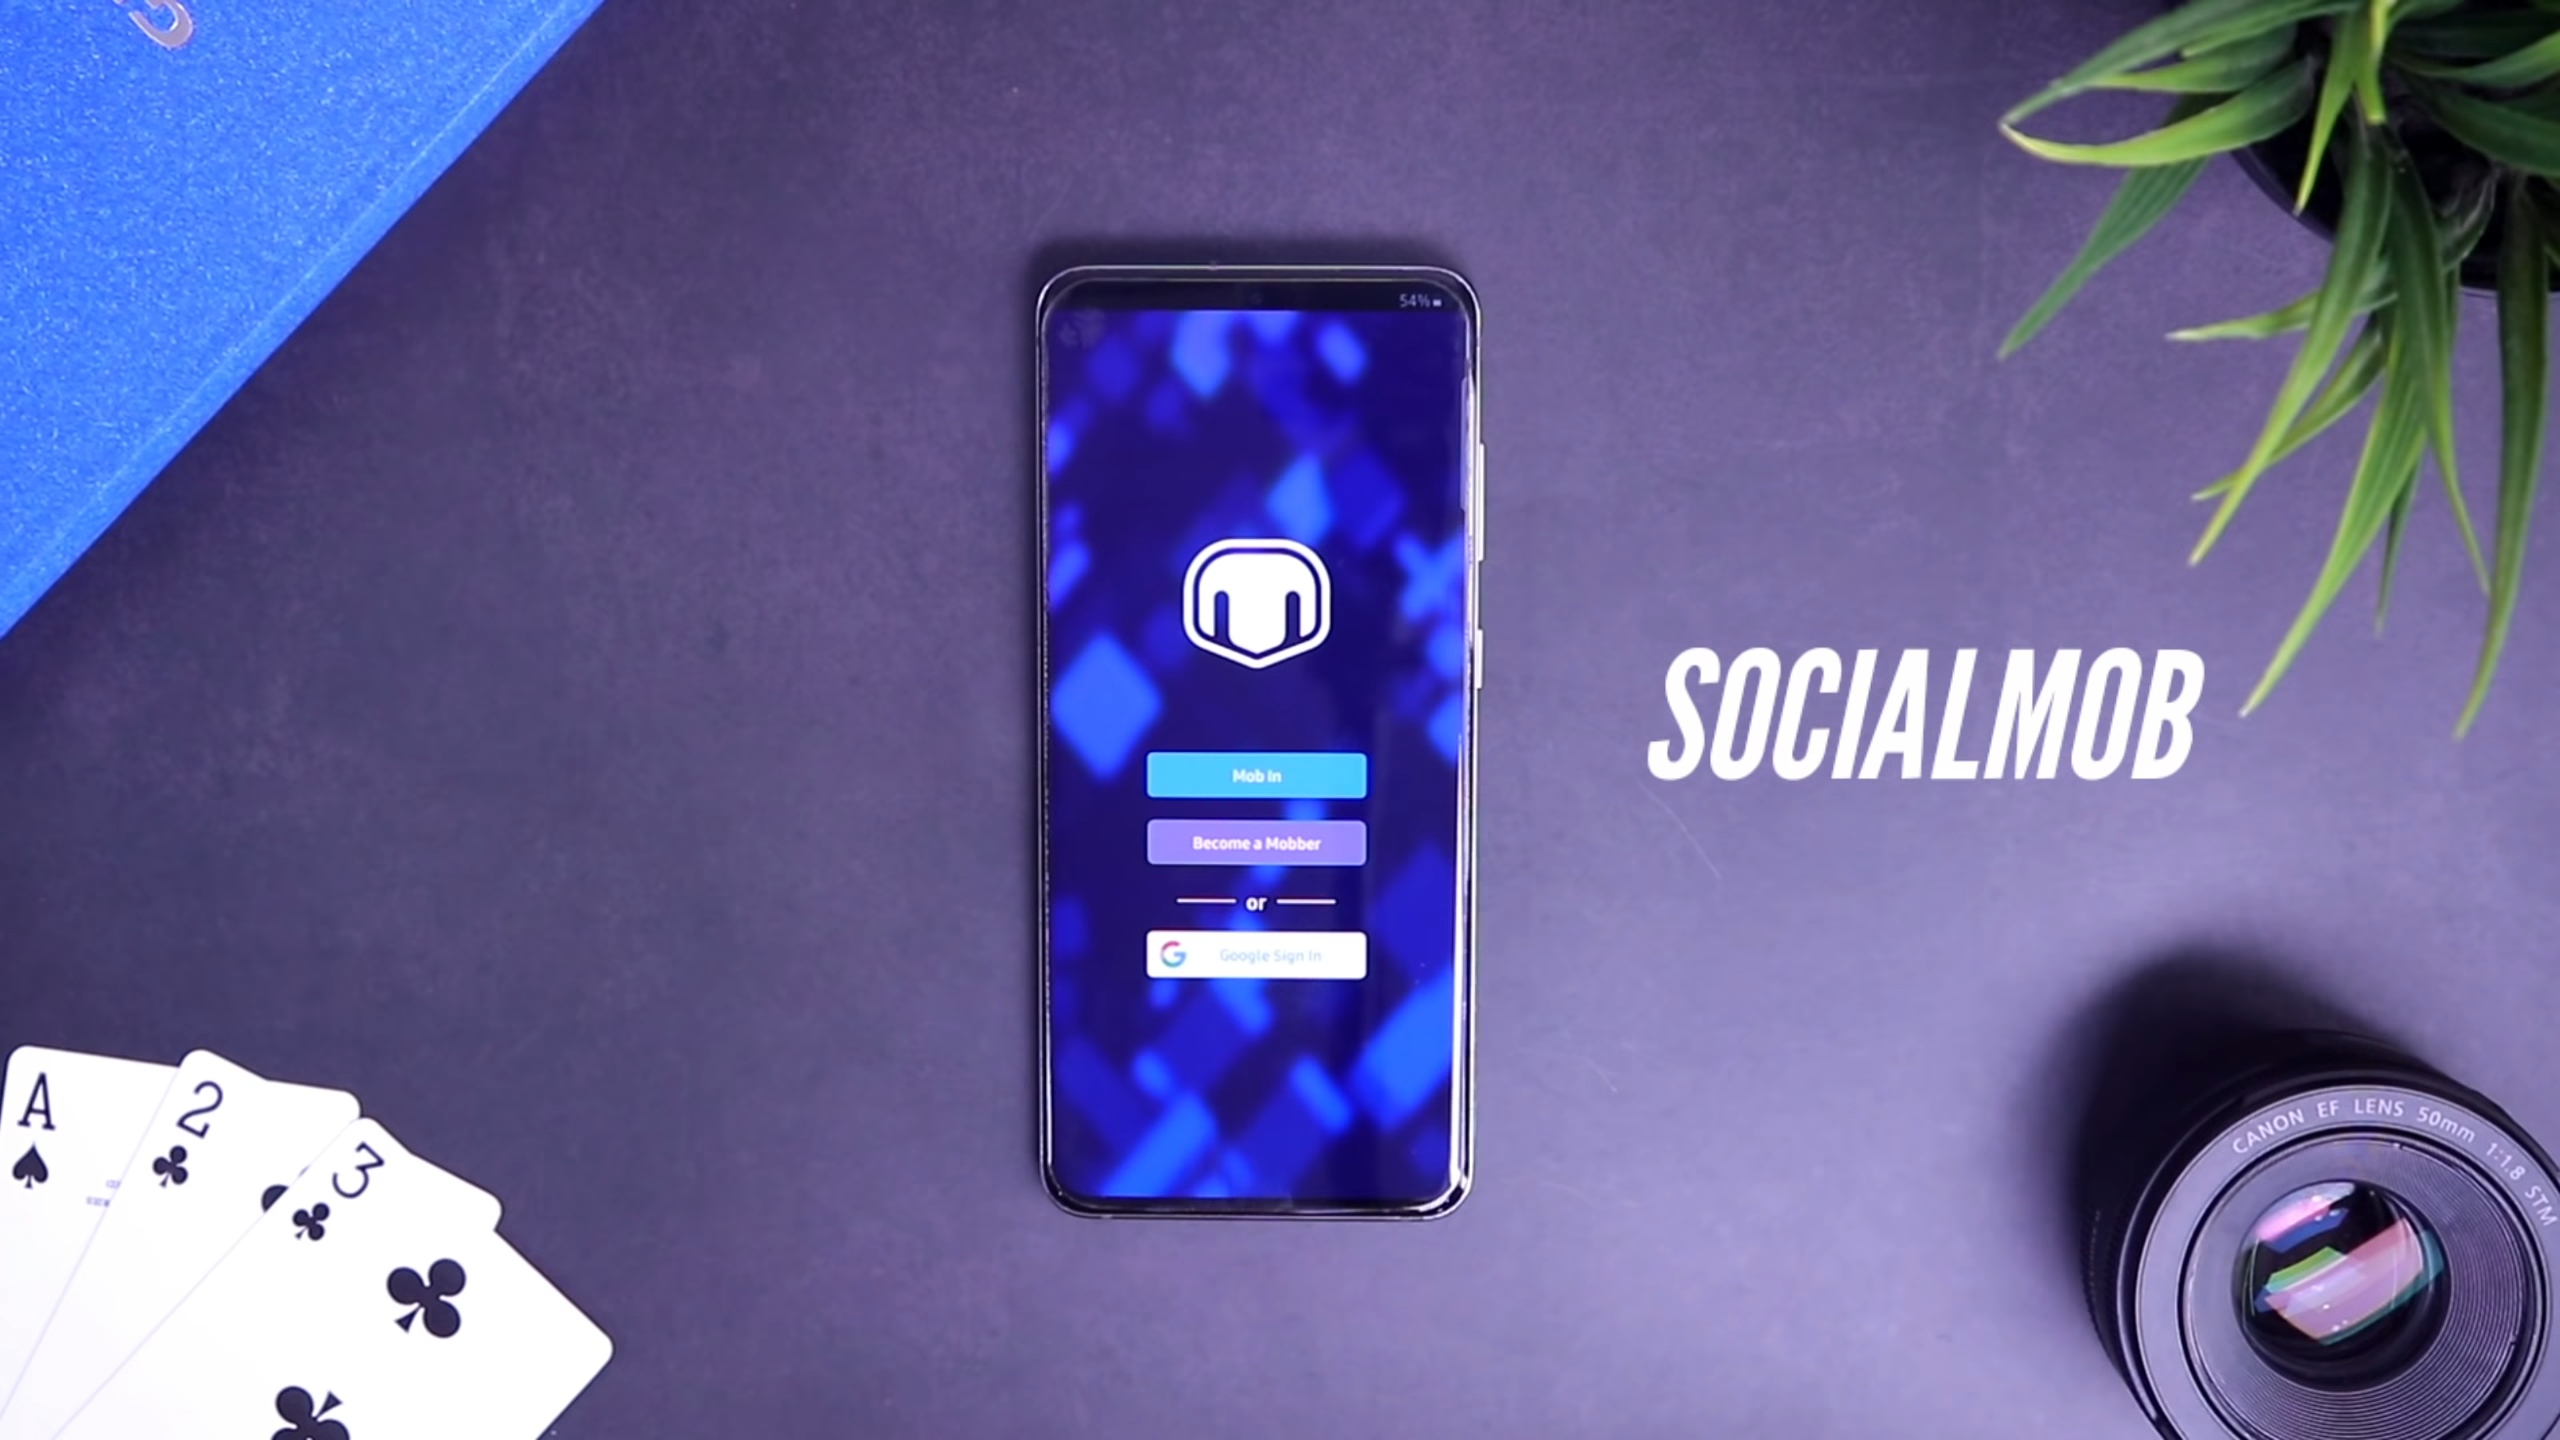 54%
SOCIALMOB
Mob In
Become a Mobber
or
Google Sign In
A
2
3
CANON EF LENS 50mm 1:1.8 STM